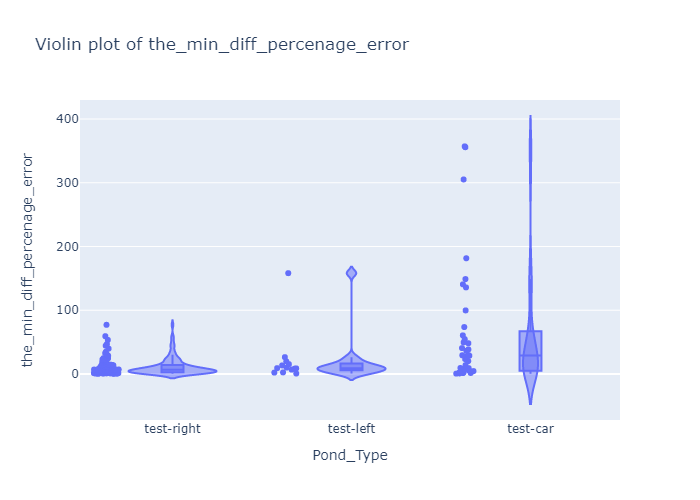 Violin plot of the_min_diff_percenage_error
400
300
200
100
0
the_min_diff_percenage_error
test-right
test-left
test-car
Pond_Type